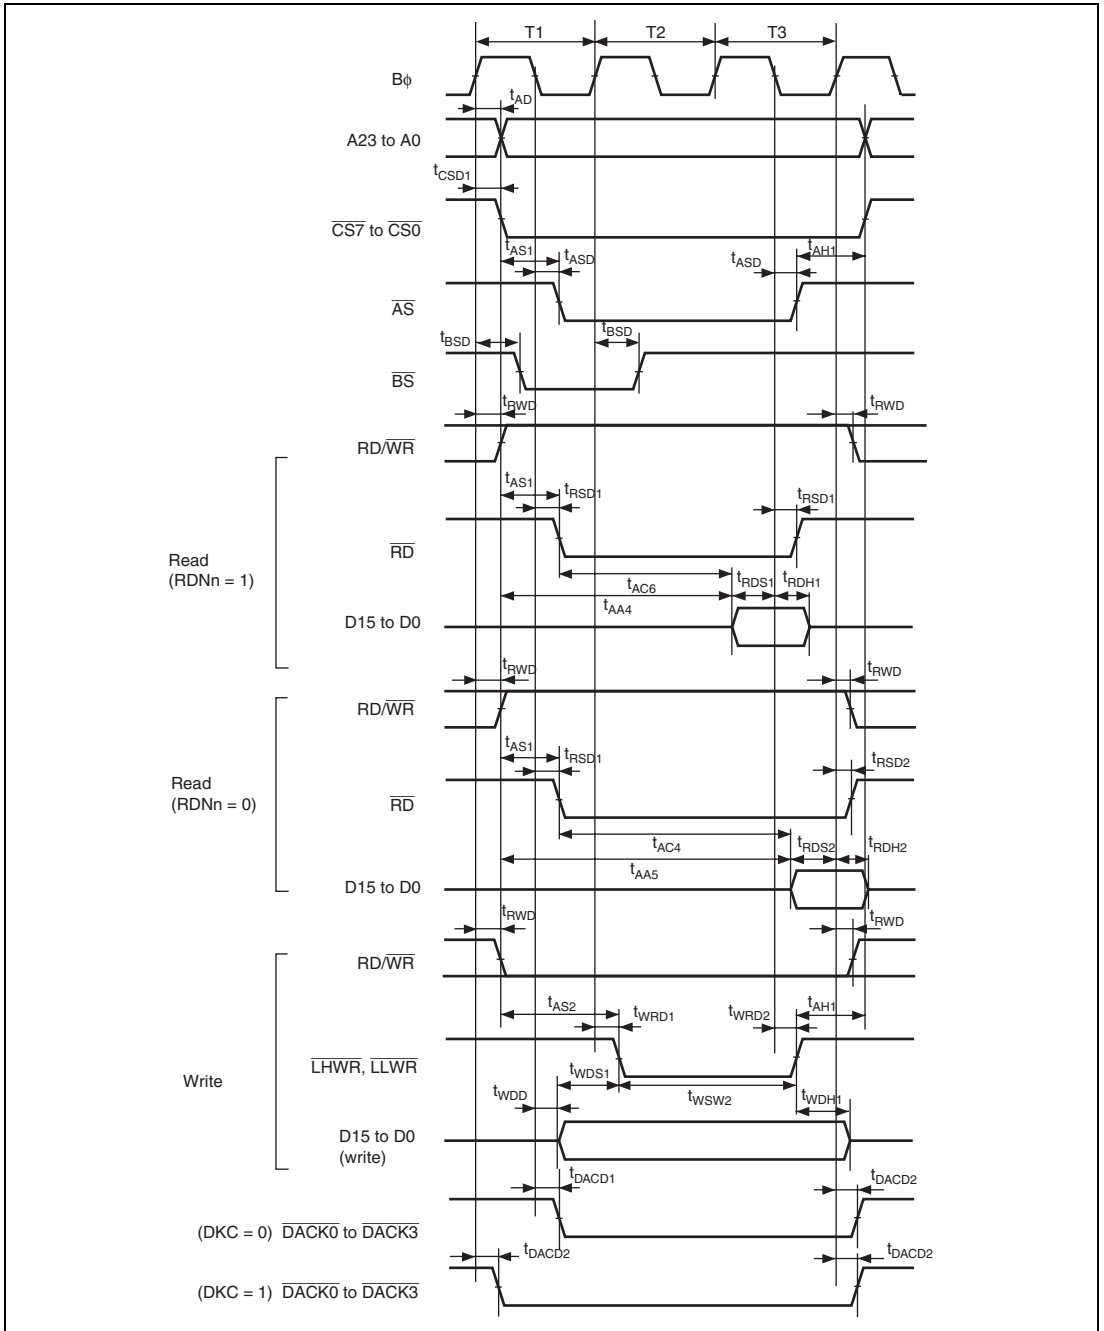 T1 T2 T3
Bϕ
tAD
A23 to A0
tCSD1
CS7 to CS0
tAS1 tASD tASD tAH1
AS
tBSD tBSD
BS
tRWD tRWD
RD/WR
tAS1 tRSD1 tRSD1
RD
Read
(RDNn = 1)
tAC6 tRDS1 tRDH1
tAA4
D15 to D0
tRWD tRWD
RD/WR
tAS1 tRSD1 tRSD2
Read
(RDNn = 0)
RD
tAC4 tRDS2 tRDH2
tAA5
D15 to D0
tRWD tRWD
RD/WR
tAS2 tWRD1 tWRD2 tAH1
LHWR, LLWR
Write
tWDD tWDS1 tWSW2 tWDH1
D15 to D0
(write)
tDACD1 tDACD2
(DKC = 0) DACK0 to DACK3
tDACD2 tDACD2
(DKC = 1) DACK0 to DACK3